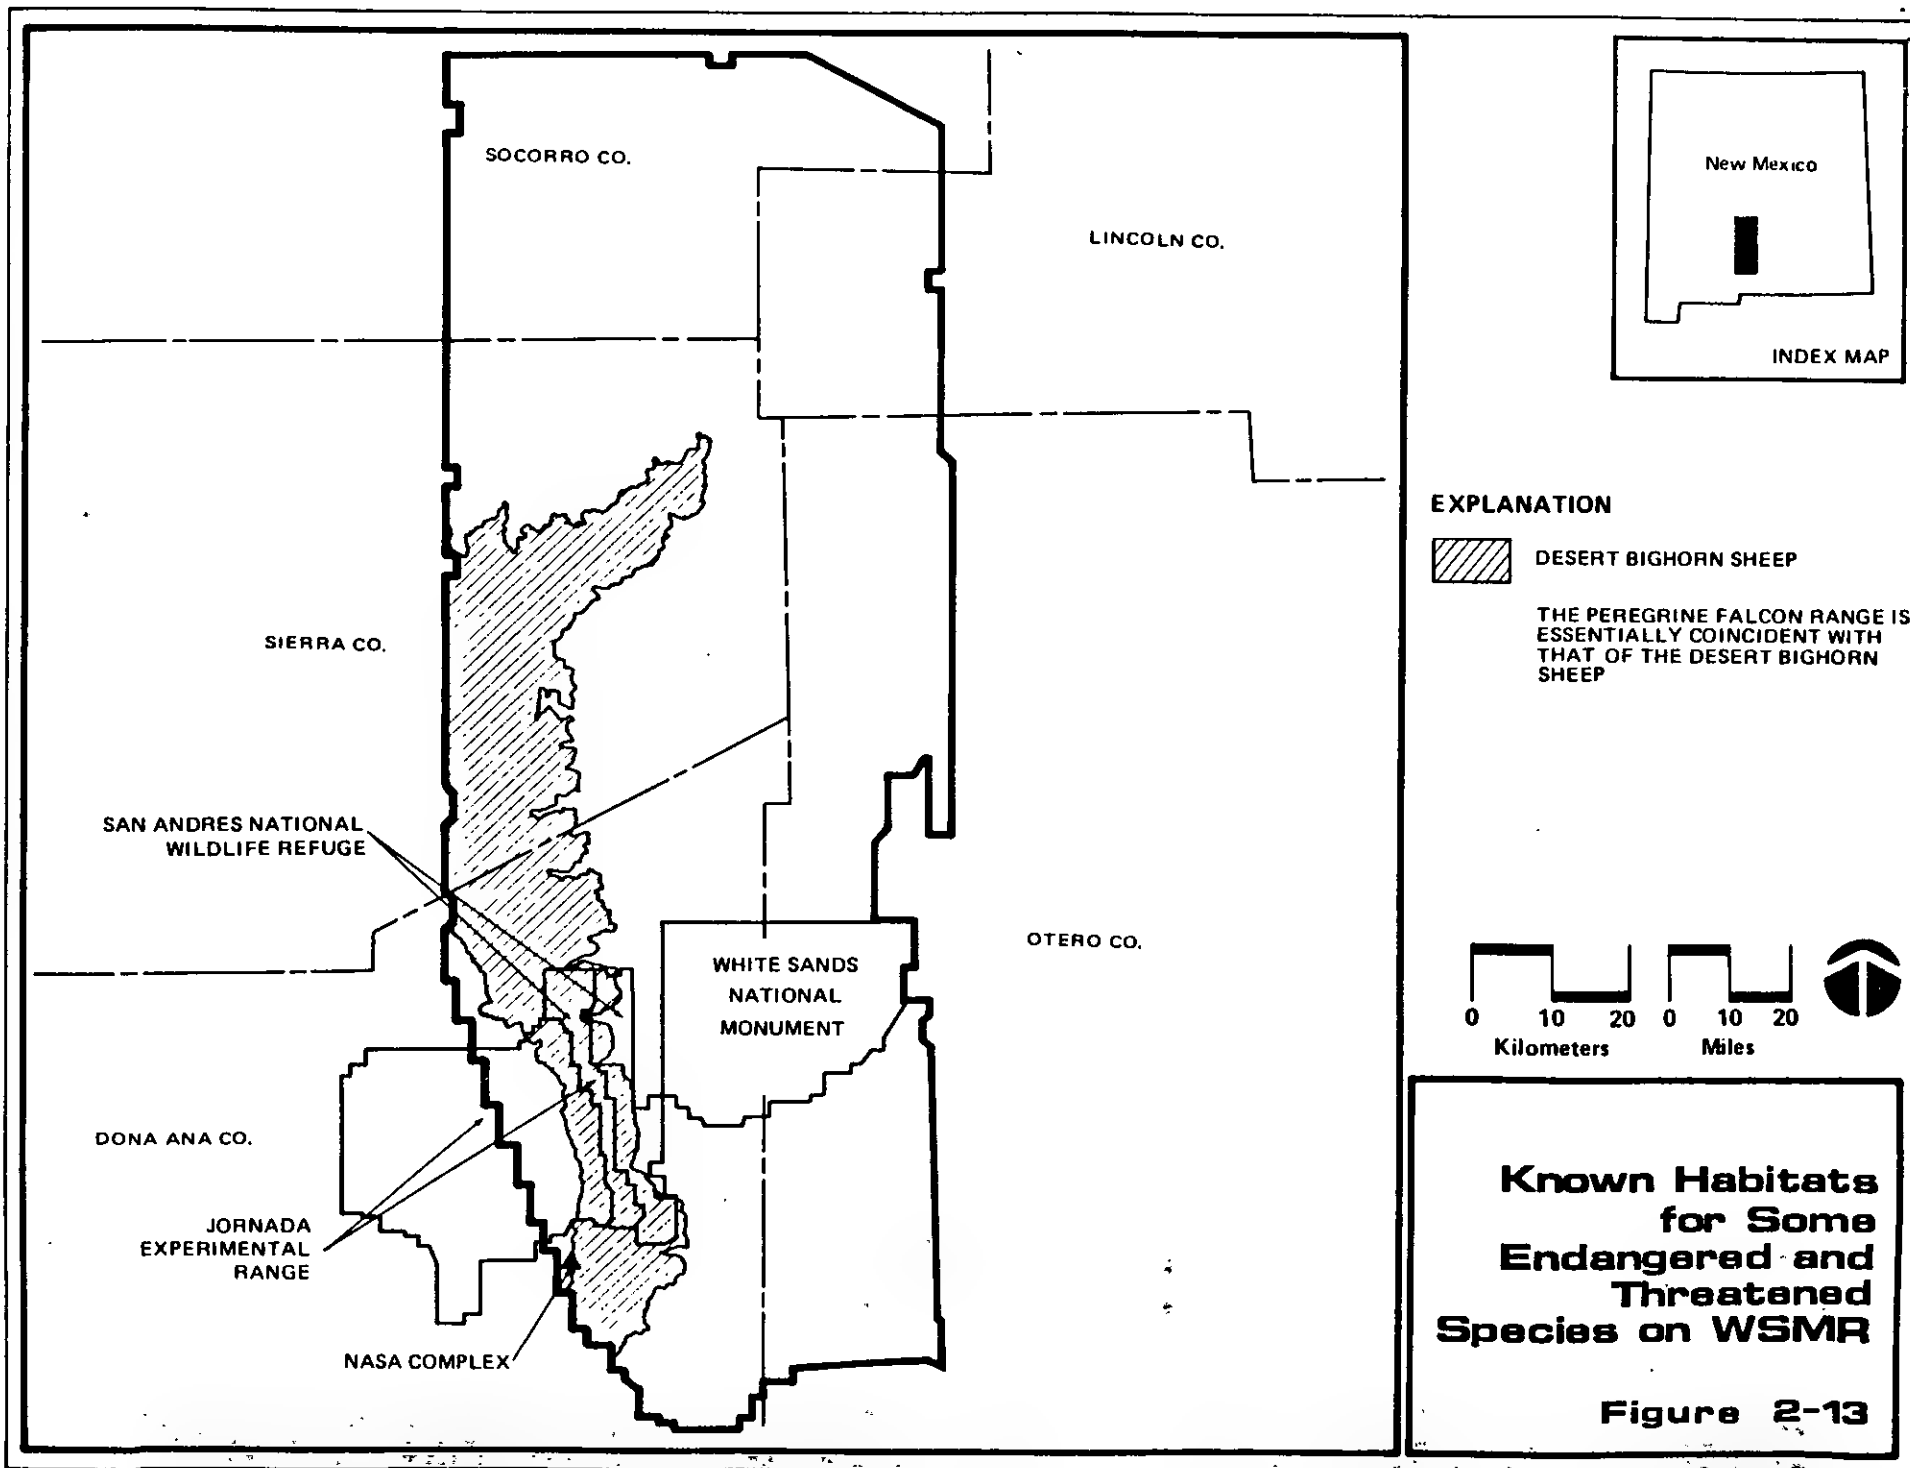 SOCORRO CO.
LINCOLN CO.
SIERRA CO.
SAN ANDRES NATIONAL
WILDLIFE REFUGE
WHITE SANDS
NATIONAL
MONUMENT
OTERO CO.
DONA ANA CO.
JORNADA
EXPERIMENTAL
RANGE
NASA COMPLEX
New Mexico
INDEX MAP
EXPLANATION
DESERT BIGHORN SHEEP
THE PEREGRINE FALCON RANGE IS
ESSENTIALLY COINCIDENT WITH
THAT OF THE DESERT BIGHORN
SHEEP
0 10 20
Kilometers
0 10 20
Miles
Known Habitats
for Some
Endangered and
Threatened
Species on WSMR
Figure 2-13